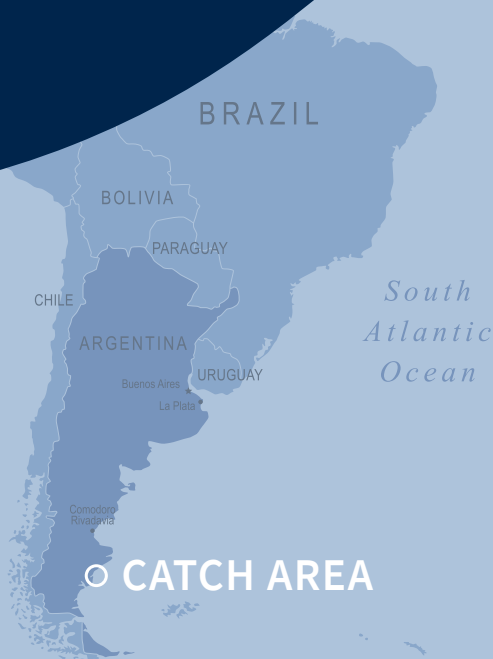 BRAZIL
BOLIVIA
PARAGUAY
CHILE
South
Atlantic
Ocean
ARGENTINA
URUGUAY
Buenos Aires
La Plata
Comodoro
Rivadavia
CATCH AREA